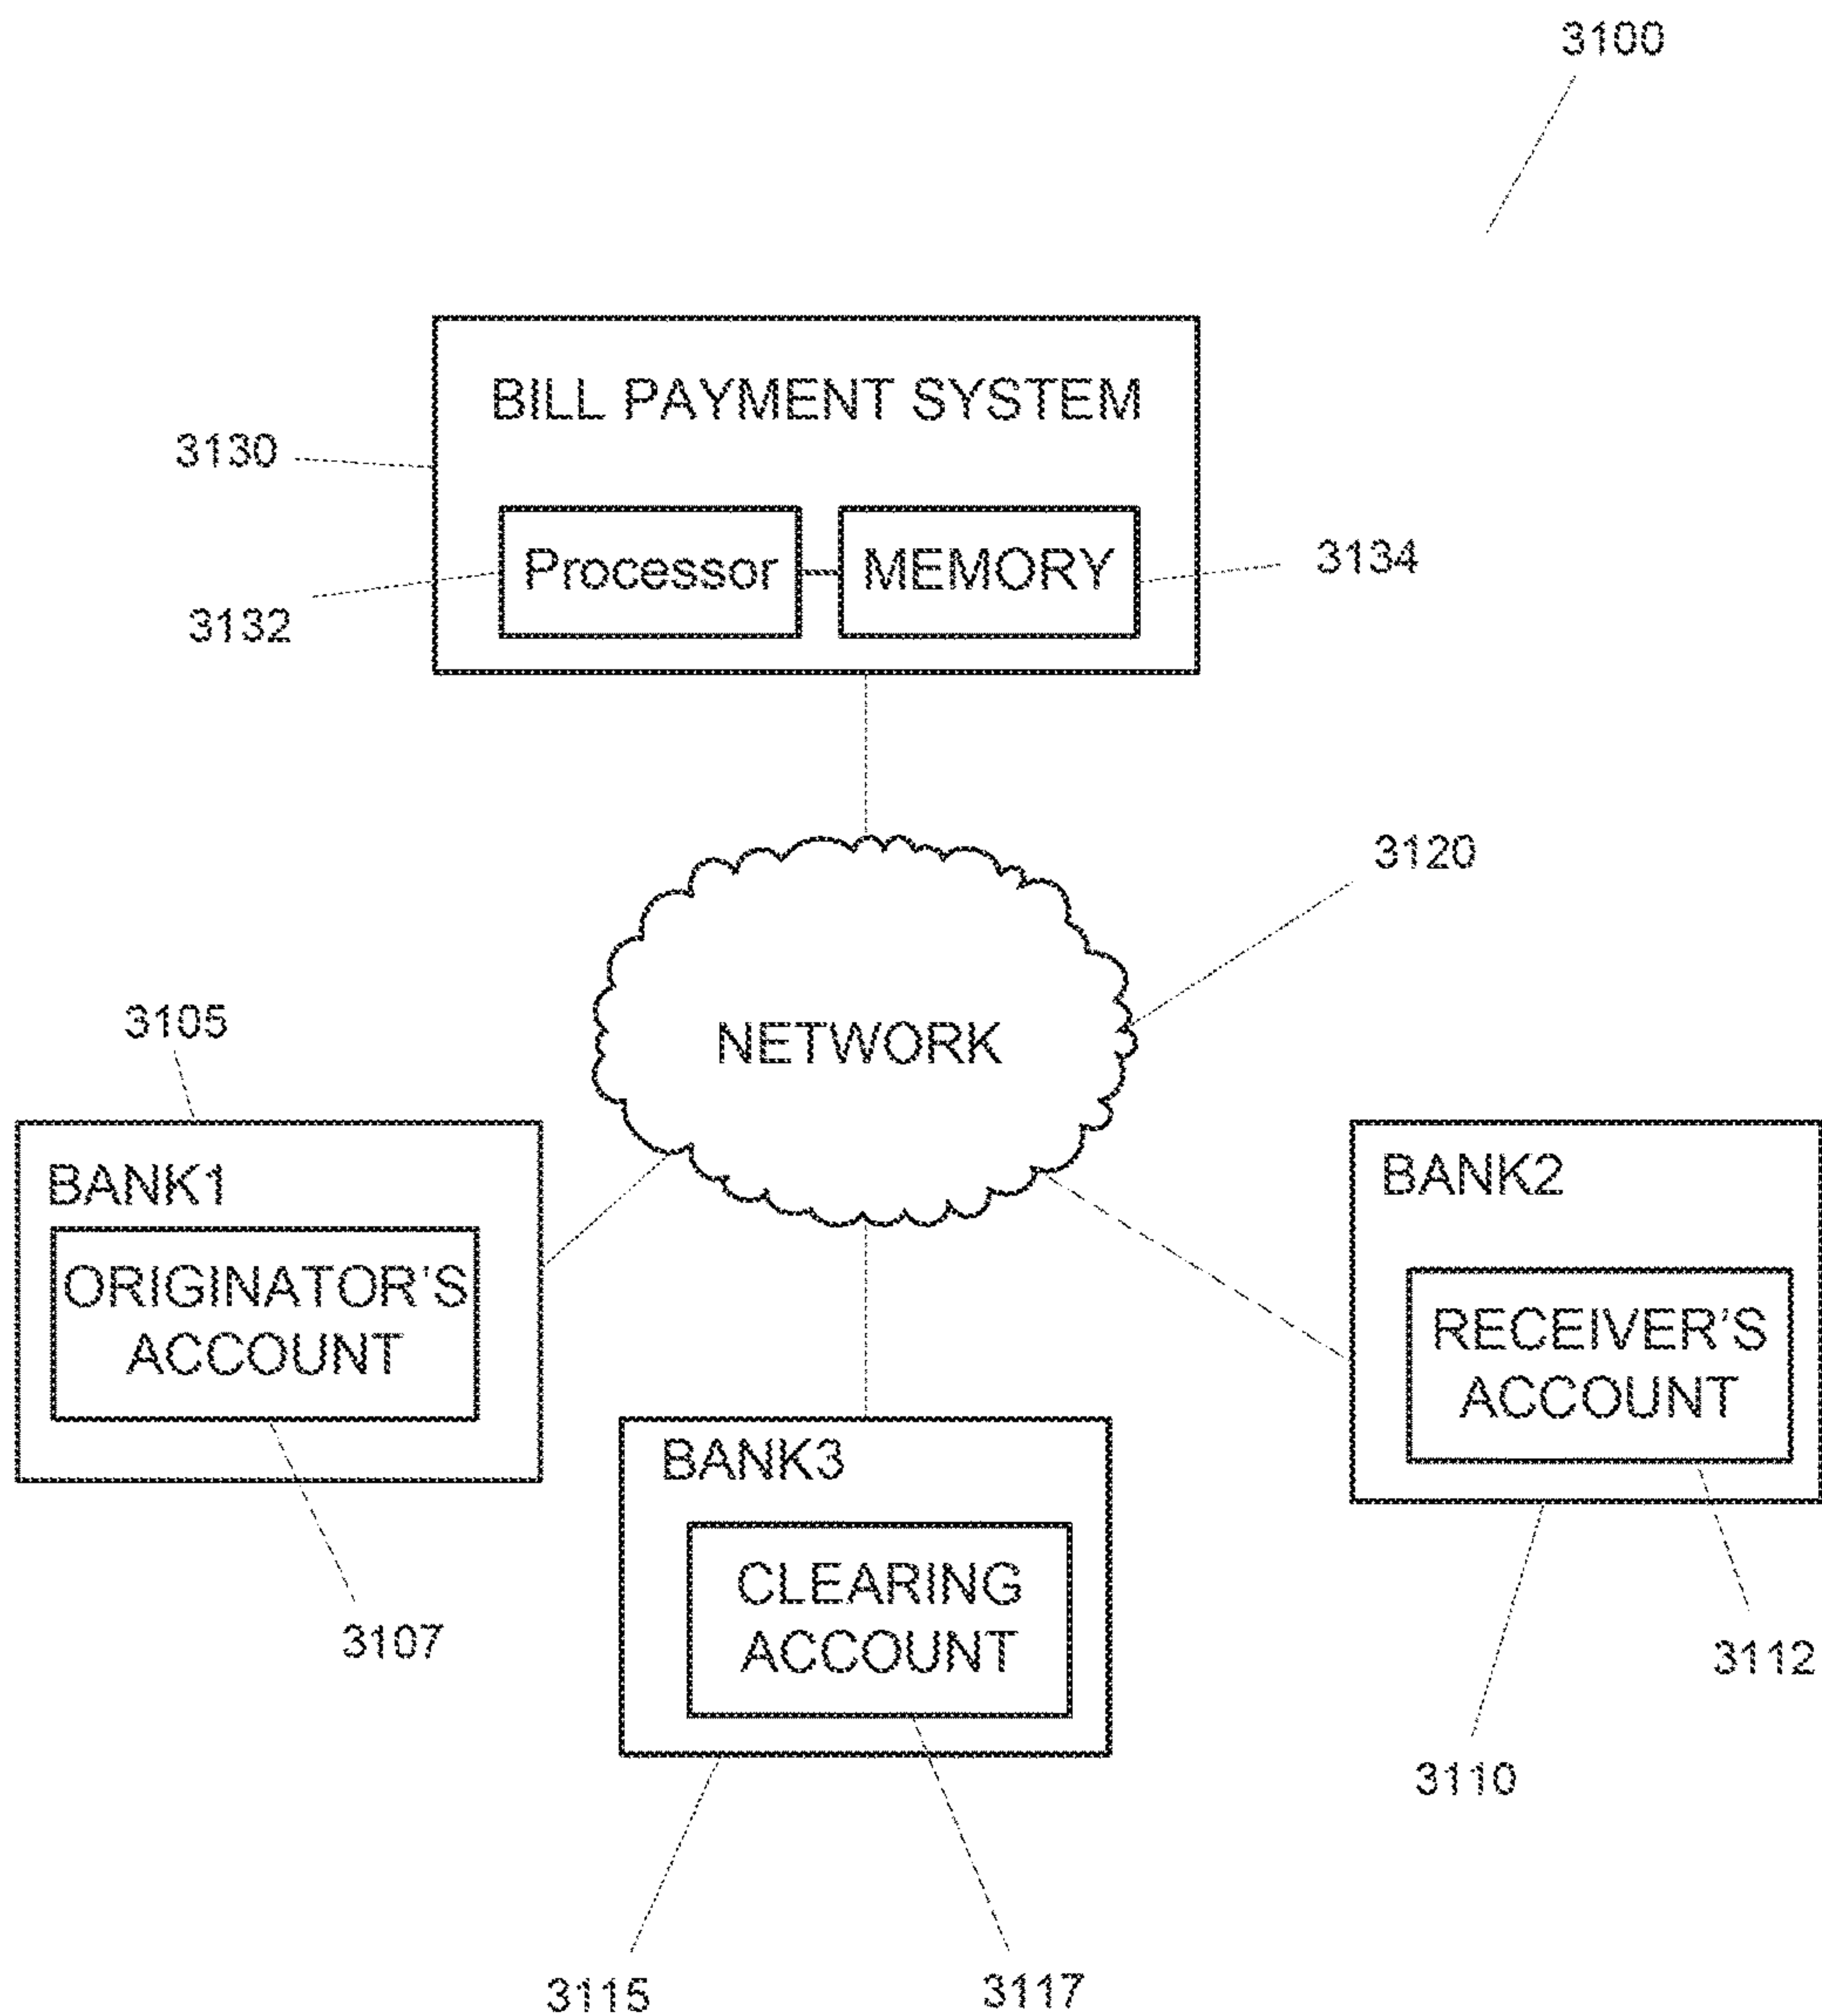 3100
BILL PAYMENT SYSTEM
3130
Processor
MEMORY
3134
3132
3120
NETWORK
3105
BANK1
ORIGINATOR'S
ACCOUNT
3107
BANK2
RECEIVER'S
ACCOUNT
3112
3110
BANK3
CLEARING
ACCOUNT
3115
3117